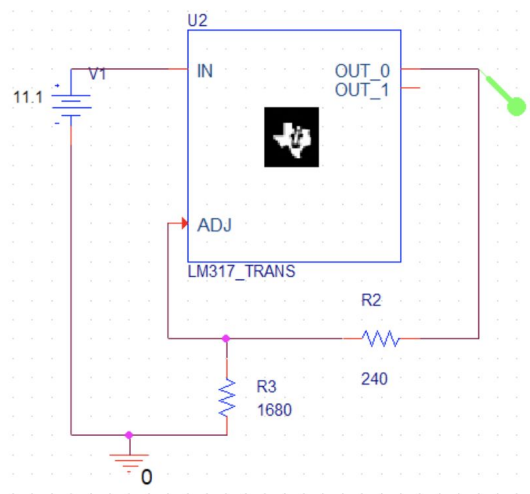 U2
V1
IN
OUT_0
OUT_1
11.1
ADJ
LM317_TRANS
R2
240
R3
1680
0